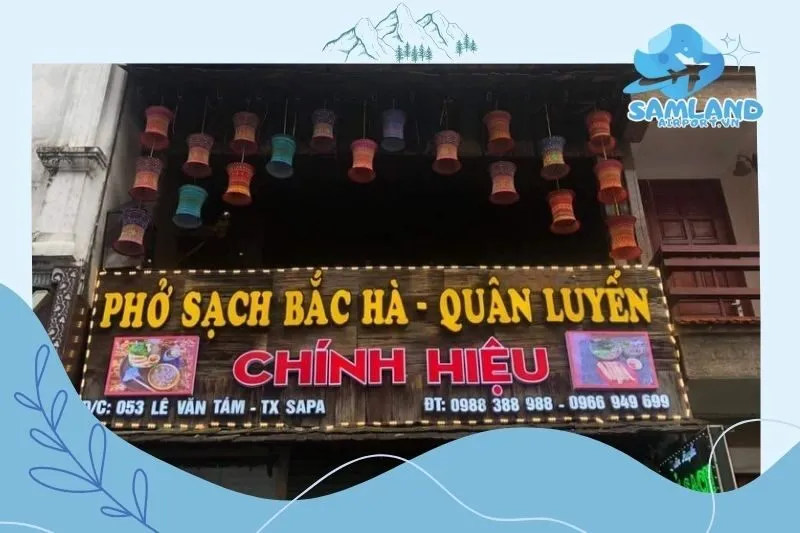 SAMLAND
AIRPORT.VN
PHỞ SẠCH BẮC HÀ - QUÂN LUYẾN
CHÍNH HIỆU
Đ/C: 053 LÊ VĂN TÁM - TX SAPA ĐT: 0988 388 988 - 0966 949 699